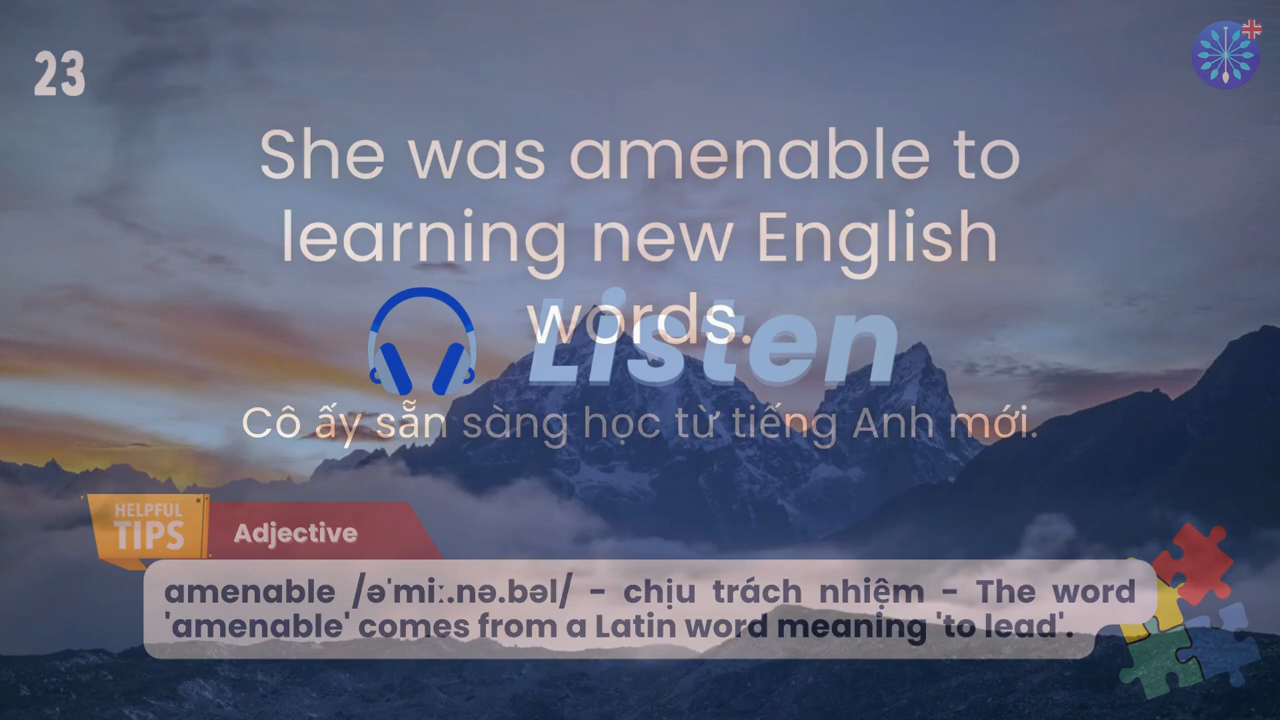 23
She was amenable to
learning new English
words.
Listen
Cô ấy sẵn sàng học từ tiếng Anh mới.
HELPFUL
TIPS
Adjective
amenable /əˈmiː.nə.bəl/ - chịu trách nhiệm - The word
'amenable' comes from a Latin word meaning 'to lead'.